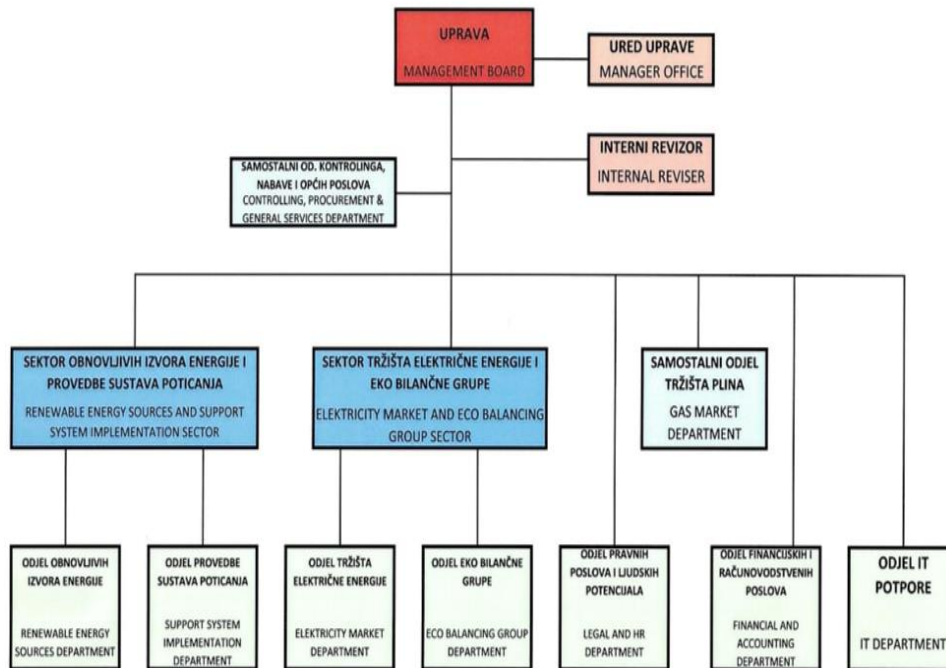 UPRAVA
MANAGEMENT BOARD
URED UPRAVE
MANAGER OFFICE
INTERNI REVIZOR
INTERNAL REVISER
SAMOSTALNI OD. KONTROLINGA,
NABAVE I OPĆIH POSLOVA
CONTROLLING, PROCUREMENT &
GENERAL SERVICES DEPARTMENT
SEKTOR OBNOVLJIVIH IZVORA ENERGIJE I
PROVEDBE SUSTAVA POTICANJA
RENEWABLE ENERGY SOURCES AND SUPPORT
SYSTEM IMPLEMENTATION SECTOR
SEKTOR TRŽIŠTA ELEKTRIČNE ENERGIJE I
EKO BILANČNE GRUPE
ELEKTRICITY MARKET AND ECO BALANCING
GROUP SECTOR
SAMOSTALNI ODJEL
TRŽIŠTA PLINA
GAS MARKET
DEPARTMENT
ODJEL OBNOVLJIVIH
IZVORA ENERGIJE
RENEWABLE ENERGY
SOURCES DEPARTMENT
ODJEL PROVEDBE
SUSTAVA POTICANJA
SUPPORT SYSTEM
IMPLEMENTATION
DEPARTMENT
ODJEL TRŽIŠTA
ELEKTRIČNE ENERGIJE
ELEKTRICITY MARKET
DEPARTMENT
ODJEL EKO BILANČNE
GRUPE
ECO BALANCING GROUP
DEPARTMENT
ODJEL PRAVNIH
POSLOVA I LJUDSKIH
POTENCIJALA
LEGAL AND HR
DEPARTMENT
ODJEL FINANCIJSKIH I
RAČUNOVODSTVENIH
POSLOVA
FINANCIAL AND
ACCOUNTING
DEPARTMENT
ODJEL IT
POTPORE
IT DEPARTMENT